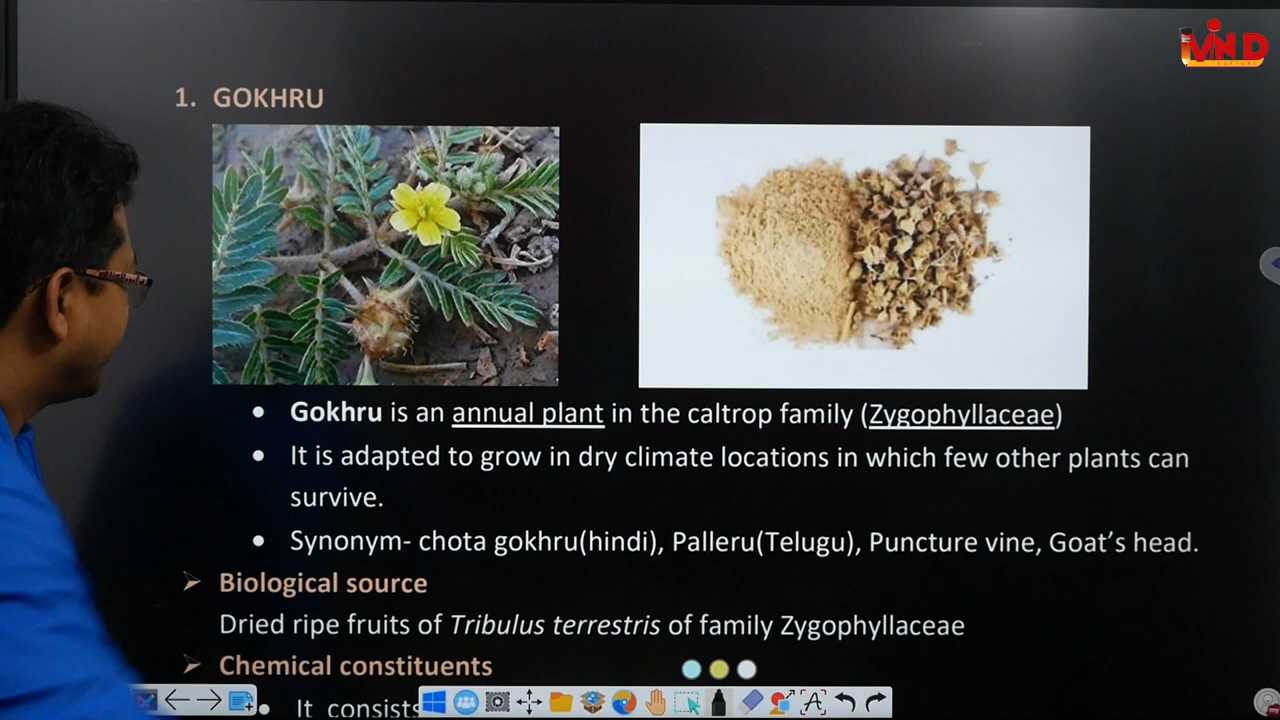 MIND
1. GOKHRU
• Gokhru is an annual plant in the caltrop family (Zygophyllaceae)
• It is adapted to grow in dry climate locations in which few other plants can
survive.
• Synonym- chota gokhru(hindi), Palleru(Telugu), Puncture vine, Goat's head.
➢ Biological source
Dried ripe fruits of Tribulus terrestris of family Zygophyllaceae
➢ Chemical constituents
• It consists